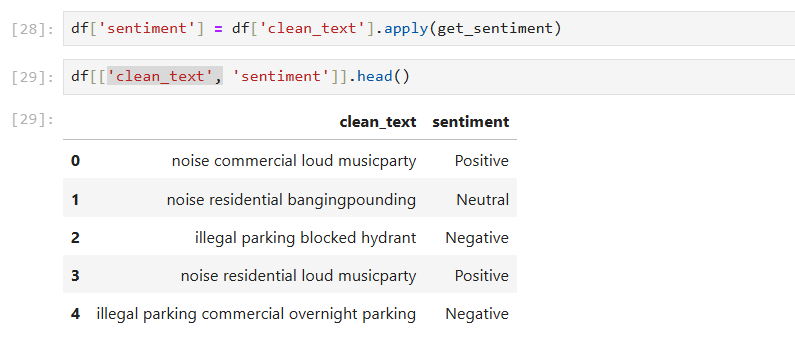 [28]: df['sentiment'] = df['clean_text'].apply(get_sentiment)
[29]: df[['clean_text', 'sentiment']].head()
[29]: clean_text sentiment
0 noise commercial loud musicparty Positive
1 noise residential bangingpounding Neutral
2 illegal parking blocked hydrant Negative
3 noise residential loud musicparty Positive
4 illegal parking commercial overnight parking Negative